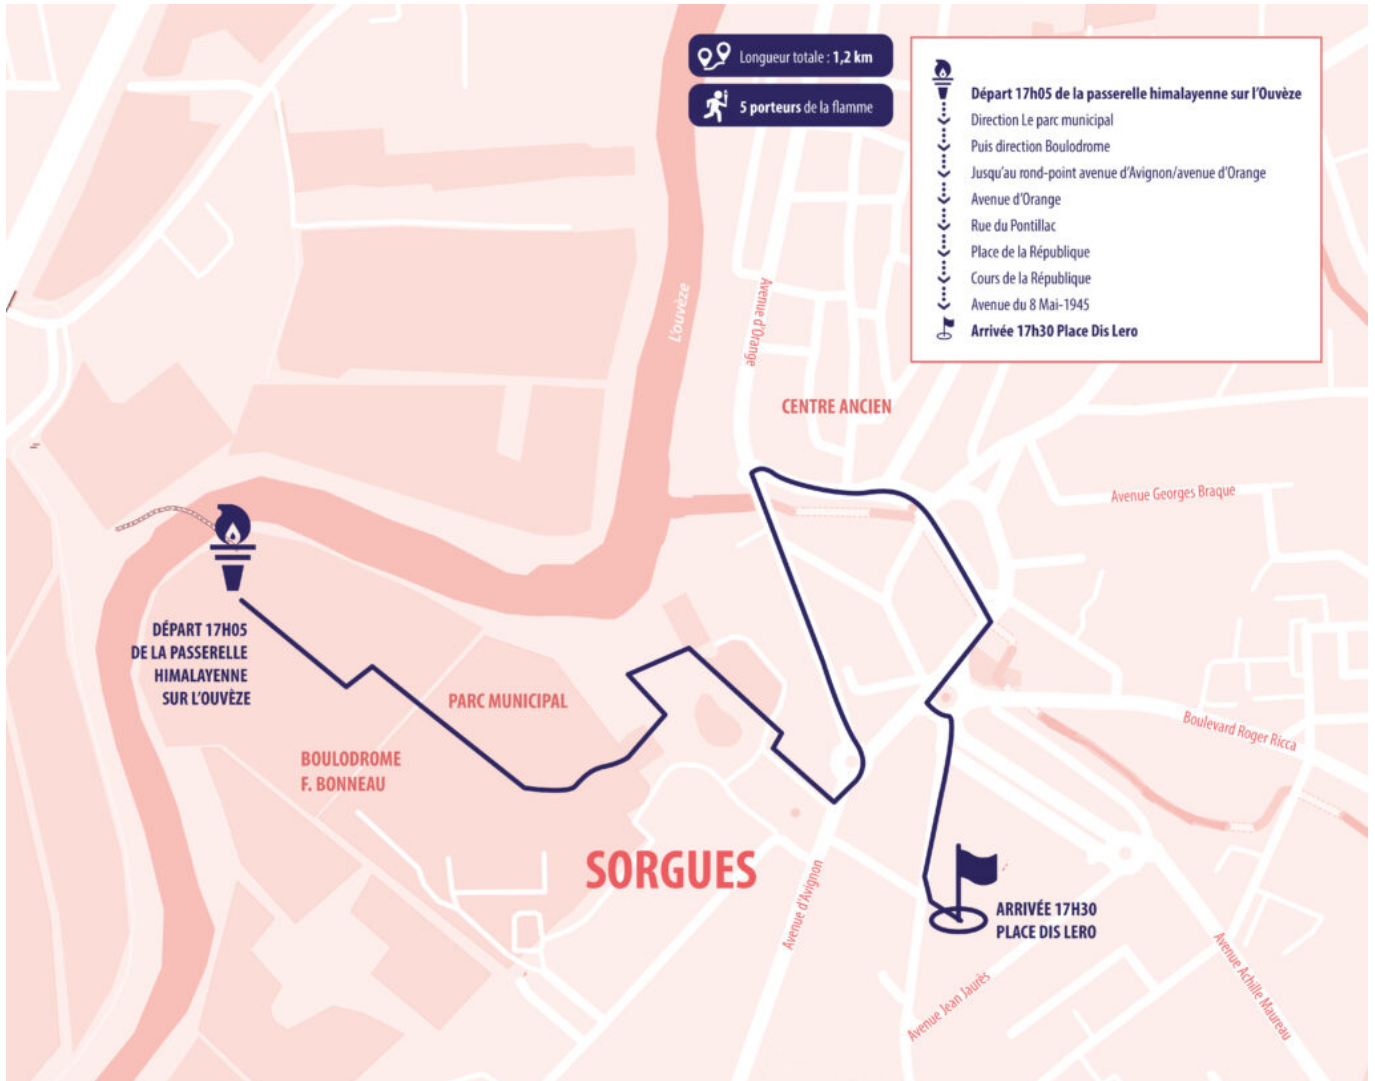 Longueur totale : 1,2 km
5 porteurs de la flamme
Départ 17h05 de la passerelle himalayenne sur l'Ouvèze
Direction Le parc municipal
Puis direction Boulodrome
Jusqu'au rond-point avenue d'Avignon/avenue d'Orange
Avenue d'Orange
Rue du Pontillac
Place de la République
Cours de la République
Avenue du 8 Mai-1945
Arrivée 17h30 Place Dis Lero
L'ouvèze
Avenue d'Orange
CENTRE ANCIEN
Avenue Georges Braque
DÉPART 17H05
DE LA PASSERELLE
HIMALAYENNE
SUR L'OUVÈZE
PARC MUNICIPAL
BOULODROME
F. BONNEAU
Boulevard Roger Ricca
SORGUES
Avenue d'Avignon
ARRIVÉE 17H30
PLACE DIS LERO
Avenue Jean Jaurès
Avenue Achille Maureau